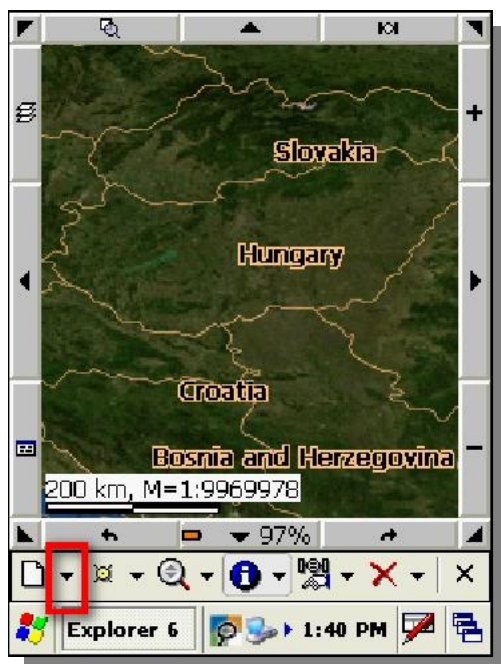 Slovakia
Hungary
Croatia
Bosnia and Herzegovina
200 km, M=1:9969978
97%
Explorer 6
1:40 PM